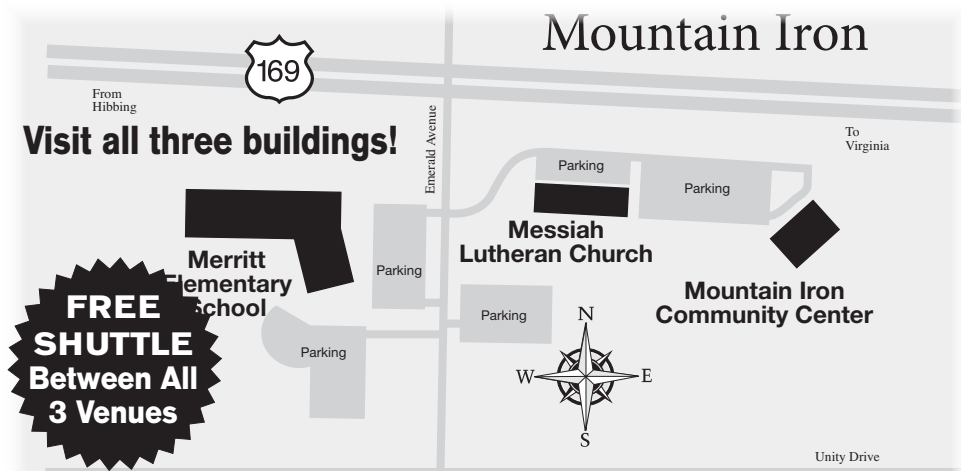 Mountain Iron
169
From
Hibbing
Visit all three buildings!
Emerald Avenue
To
Virginia
Parking
Parking
Messiah
Lutheran Church
Merritt
Elementary
School
Parking
Mountain Iron
Community Center
Parking
Parking
N
W
E
S
FREE
SHUTTLE
Between All
3 Venues
Unity Drive